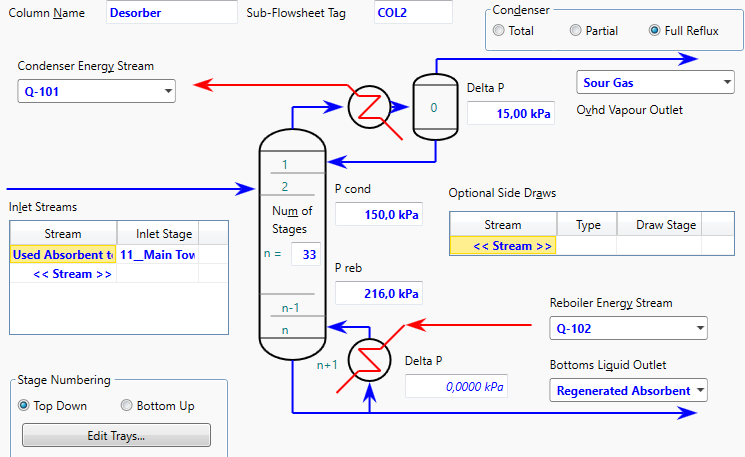 Column Name Desorber Sub-Flowsheet Tag COL2
Condenser
Total Partial Full Reflux
Condenser Energy Stream
Q-101
Delta P
15,00 kPa
Sour Gas
Ovhd Vapour Outlet
0
1
2
Num of
Stages
n = 33
n-1
n
n+1
P cond
150,0 kPa
P reb
216,0 kPa
Inlet Streams
Stream Inlet Stage
Used Absorbent t 11__Main Tow
<< Stream >>
Optional Side Draws
Stream Type Draw Stage
<< Stream >>
Reboiler Energy Stream
Q-102
Delta P
0,0000 kPa
Bottoms Liquid Outlet
Regenerated Absorbent
Stage Numbering
Top Down Bottom Up
Edit Trays...